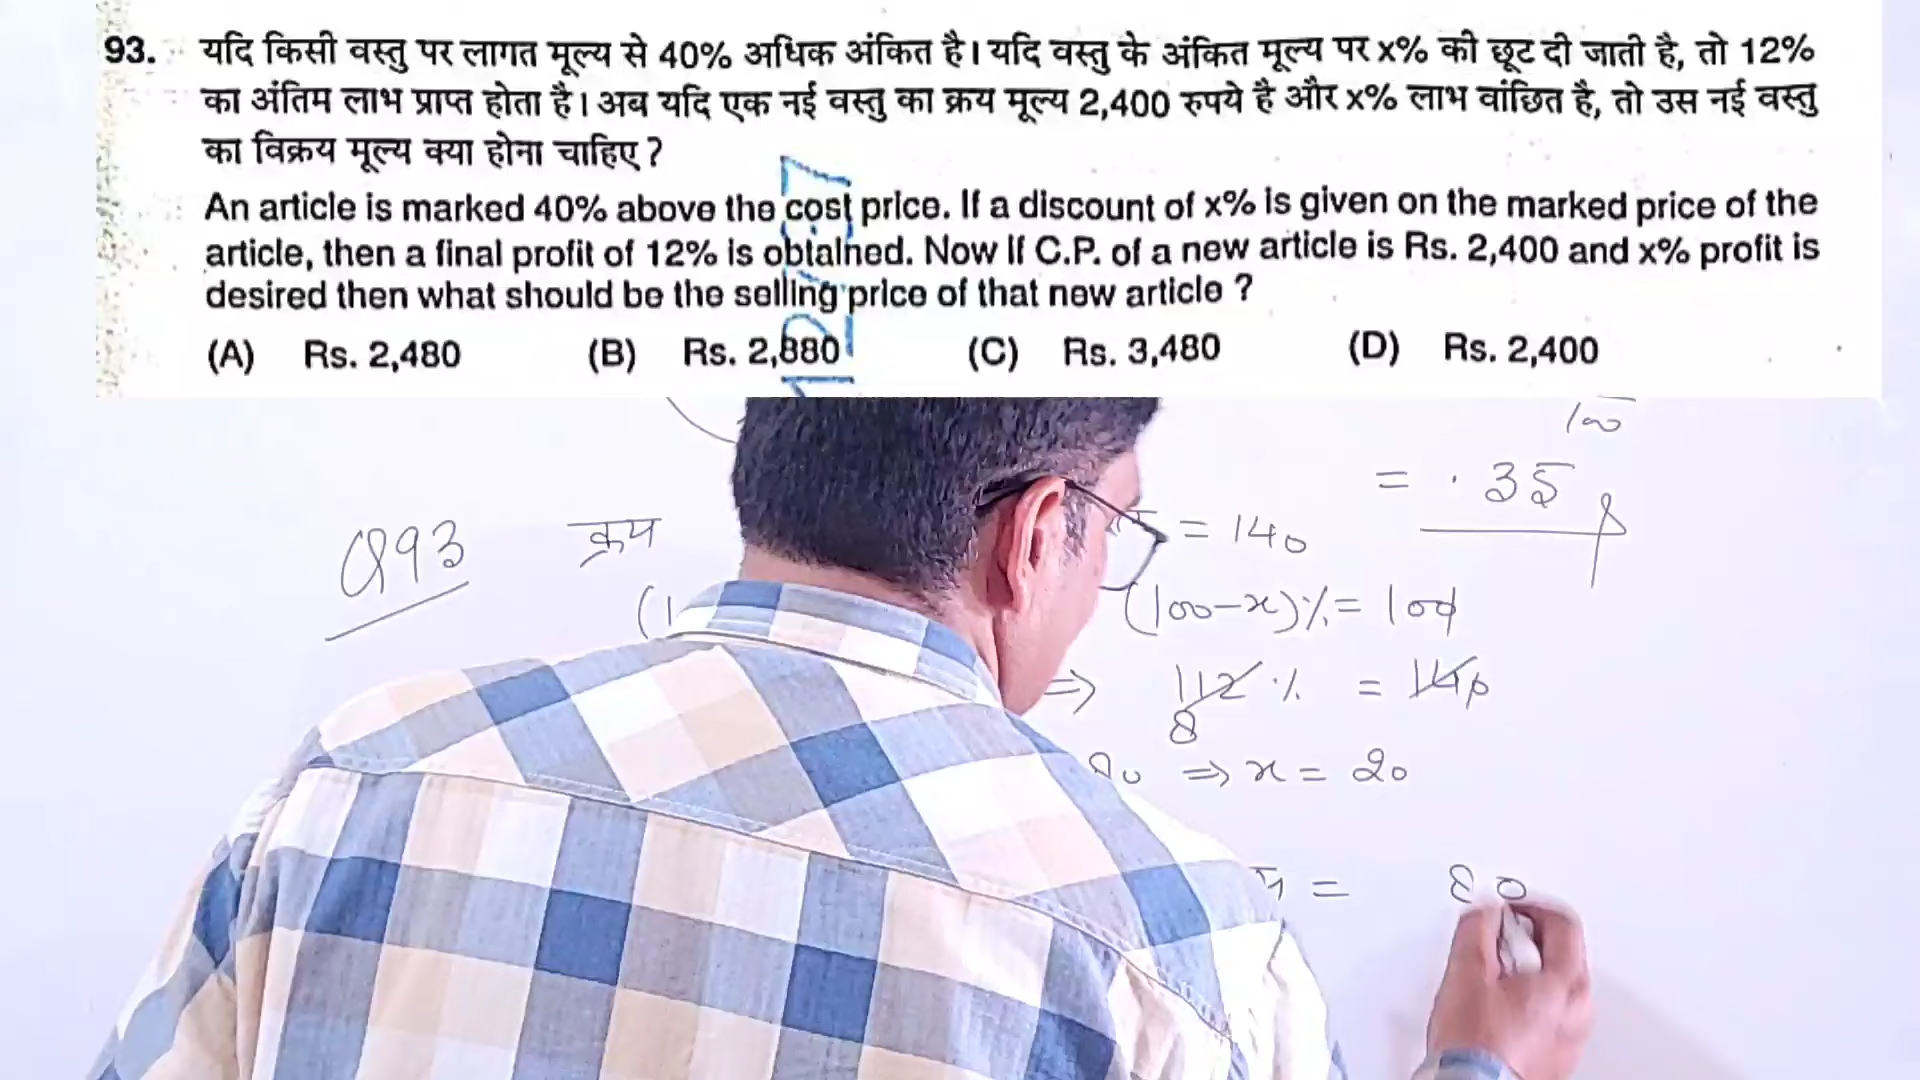 93. यदि किसी वस्तु पर लागत मूल्य से 40% अधिक अंकित है। यदि वस्तु के अंकित मूल्य पर x% की छूट दी जाती है, तो 12%
का अंतिम लाभ प्राप्त होता है। अब यदि एक नई वस्तु का क्रय मूल्य 2,400 रुपये है और x% लाभ वांछित है, तो उस नई वस्तु
का विक्रय मूल्य क्या होना चाहिए ?
An article is marked 40% above the cost price. If a discount of x% is given on the marked price of the
article, then a final profit of 12% is obtained. Now if C.P. of a new article is Rs. 2,400 and x% profit is
desired then what should be the selling price of that new article ?
(A) Rs. 2,480 (B) Rs. 2,880 (C) Rs. 3,480 (D) Rs. 2,400
100
= .35
Q93 क्रय = 140
(100-x)% = 100
⇒ 112% = 140
8
⇒ x = 20
= 80